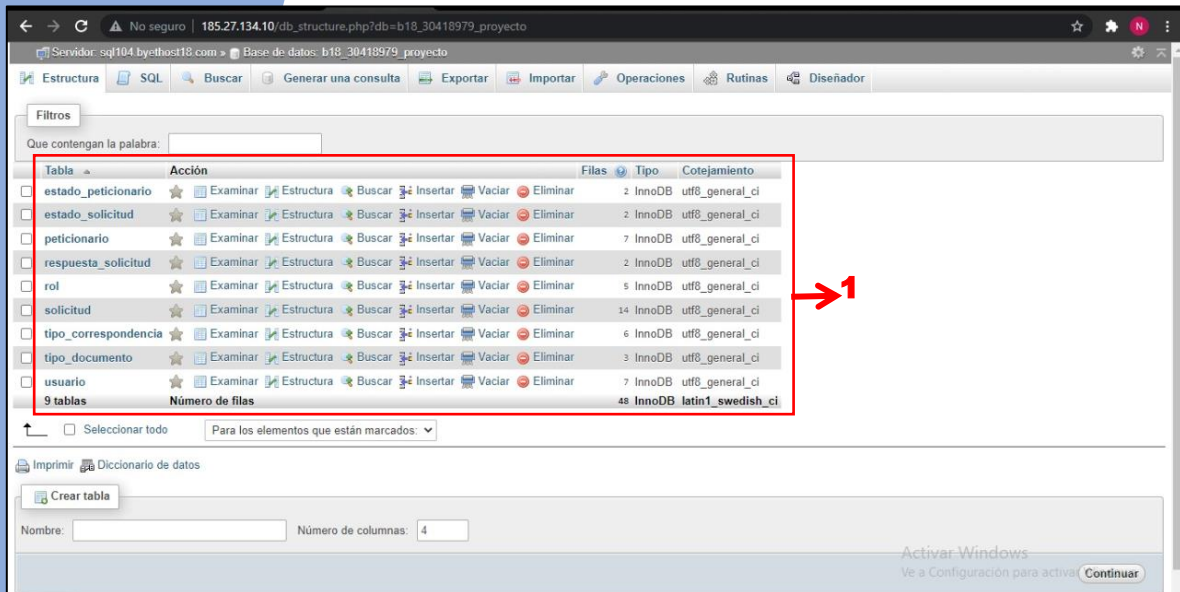 No seguro | 185.27.134.10/db_structure.php?db=b18_30418979_proyecto
N
Servidor: sql104.byethost18.com » Base de datos: b18_30418979_proyecto
Estructura SQL Buscar Generar una consulta Exportar Importar Operaciones Rutinas Diseñador
Filtros
Que contengan la palabra:
Tabla Acción Filas Tipo Cotejamiento
estado_peticionario Examinar Estructura Buscar Insertar Vaciar Eliminar 2 InnoDB utf8_general_ci
estado_solicitud Examinar Estructura Buscar Insertar Vaciar Eliminar 2 InnoDB utf8_general_ci
peticionario Examinar Estructura Buscar Insertar Vaciar Eliminar 7 InnoDB utf8_general_ci
respuesta_solicitud Examinar Estructura Buscar Insertar Vaciar Eliminar 2 InnoDB utf8_general_ci
rol Examinar Estructura Buscar Insertar Vaciar Eliminar 5 InnoDB utf8_general_ci
solicitud Examinar Estructura Buscar Insertar Vaciar Eliminar 14 InnoDB utf8_general_ci
tipo_correspondencia Examinar Estructura Buscar Insertar Vaciar Eliminar 6 InnoDB utf8_general_ci
tipo_documento Examinar Estructura Buscar Insertar Vaciar Eliminar 3 InnoDB utf8_general_ci
usuario Examinar Estructura Buscar Insertar Vaciar Eliminar 7 InnoDB utf8_general_ci
9 tablas Número de filas 48 InnoDB latin1_swedish_ci
1
Seleccionar todo Para los elementos que están marcados:
Imprimir Diccionario de datos
Crear tabla
Nombre: Número de columnas: 4
Activar Windows
Ve a Configuración para activar
Continuar